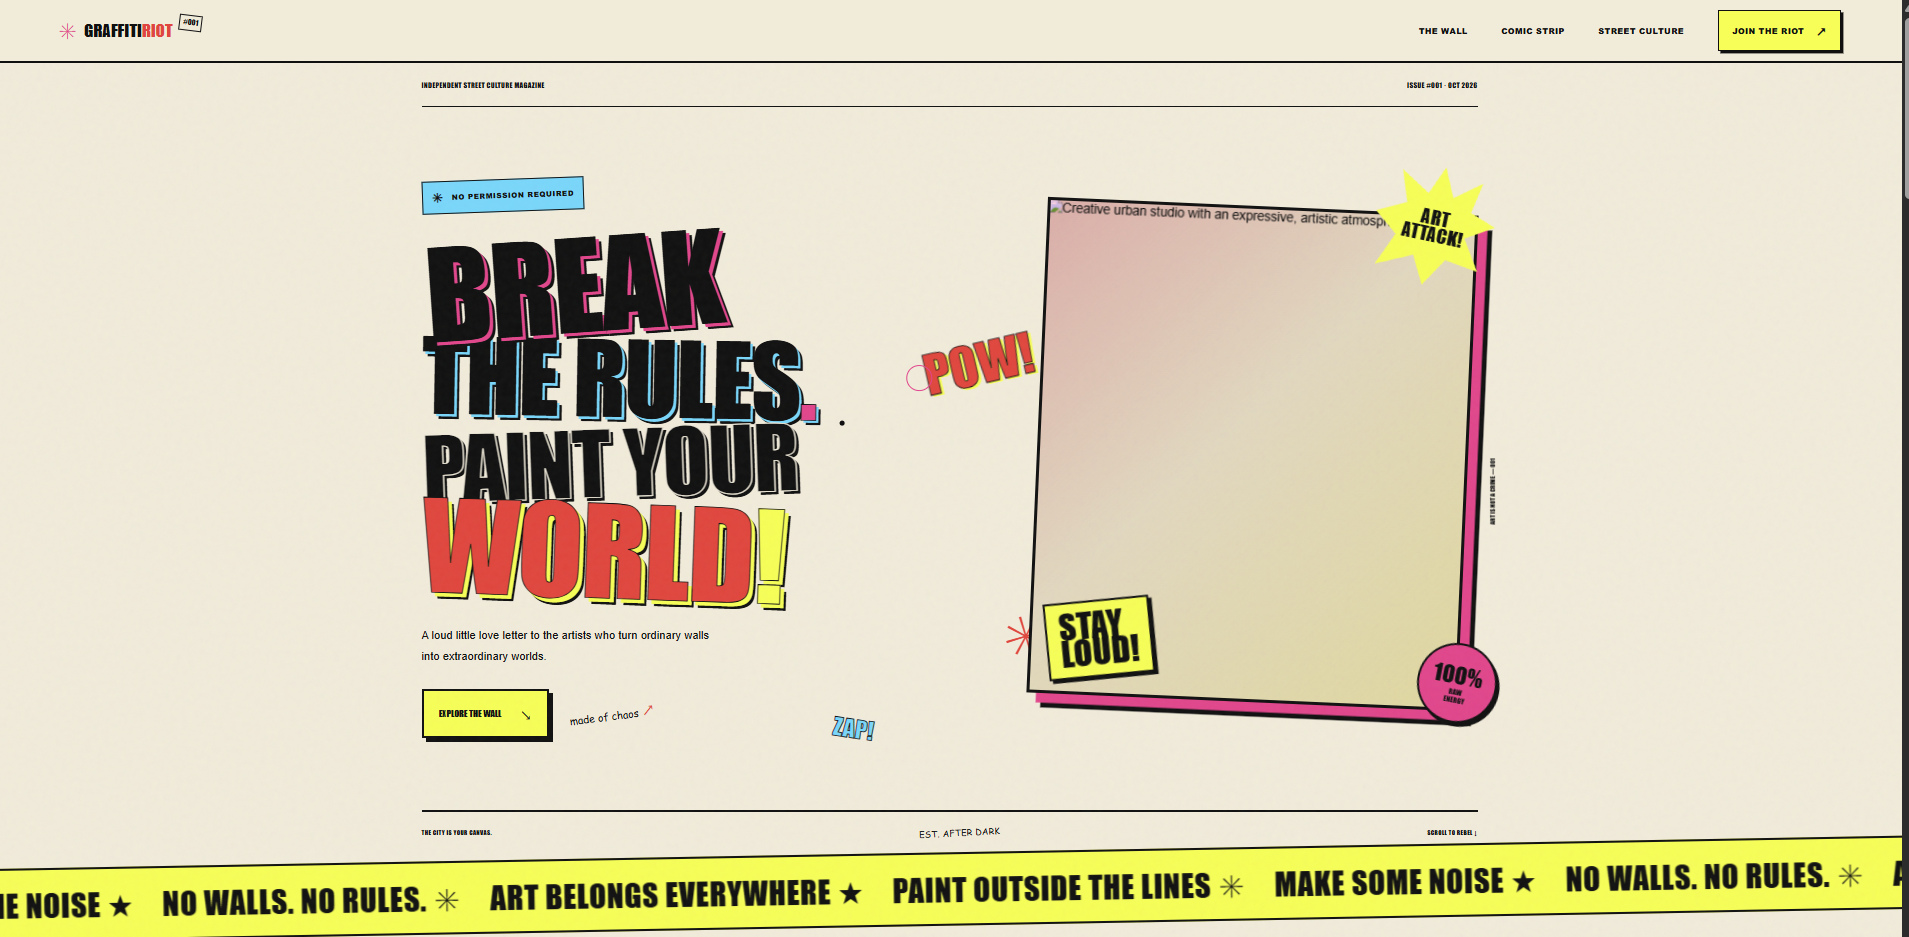 GRAFFITIRIOT #001
THE WALL
COMIC STRIP
STREET CULTURE
JOIN THE RIOT ↗
INDEPENDENT STREET CULTURE MAGAZINE
ISSUE #001 - OCT 2026
NO PERMISSION REQUIRED
BREAK
THE RULES.
PAINT YOUR
WORLD!
A loud little love letter to the artists who turn ordinary walls
into extraordinary worlds.
EXPLORE THE WALL ↘
made of chaos ↗
POW!
ZAP!
Creative urban studio with an expressive, artistic atmosp
ART
ATTACK!
ART IS NOT A CRIME — 001
STAY
LOUD!
100%
RAW
ENERGY
THE CITY IS YOUR CANVAS.
EST. AFTER DARK
SCROLL TO REBEL ↓
E NOISE ★ NO WALLS. NO RULES. ✳ ART BELONGS EVERYWHERE ★ PAINT OUTSIDE THE LINES ✳ MAKE SOME NOISE ★ NO WALLS. NO RULES. ✳ A